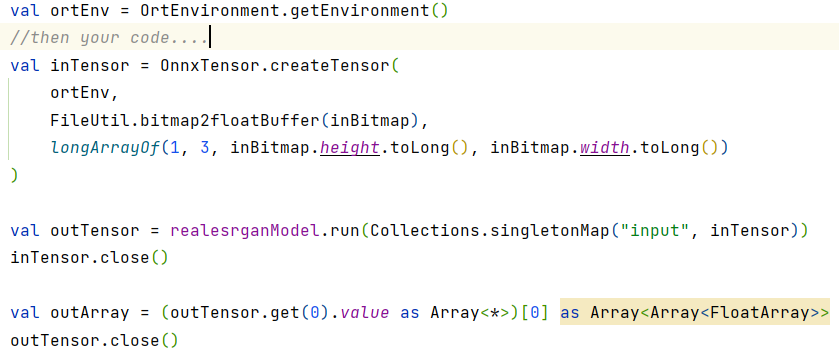 val ortEnv = OrtEnvironment.getEnvironment()
//then your code....
val inTensor = OnnxTensor.createTensor(
    ortEnv,
    FileUtil.bitmap2floatBuffer(inBitmap),
    longArrayOf(1, 3, inBitmap.height.toLong(), inBitmap.width.toLong())
)
val outTensor = realesrganModel.run(Collections.singletonMap("input", inTensor))
inTensor.close()
val outArray = (outTensor.get(0).value as Array<*>)[0] as Array<Array<FloatArray>>
outTensor.close()